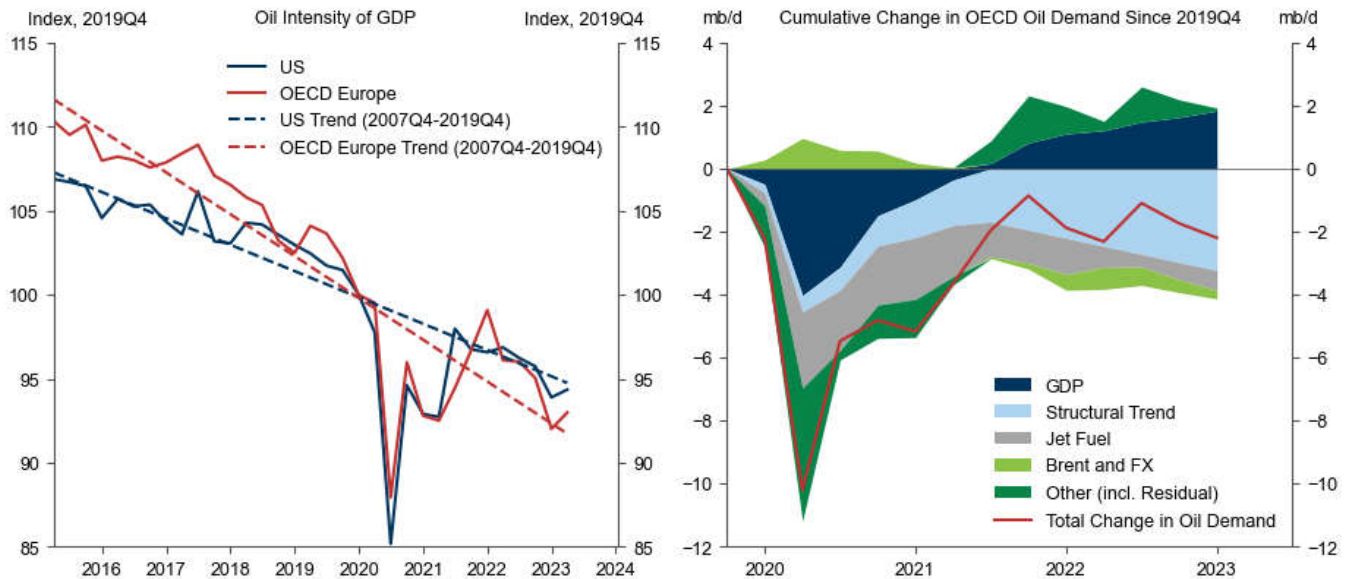 Index, 2019Q4 Oil Intensity of GDP Index, 2019Q4
115 115
110 110
105 105
100 100
95 95
90 90
85 85
2016 2017 2018 2019 2020 2021 2022 2023 2024
US
OECD Europe
US Trend (2007Q4-2019Q4)
OECD Europe Trend (2007Q4-2019Q4)
mb/d Cumulative Change in OECD Oil Demand Since 2019Q4 mb/d
4 4
2 2
0 0
−2 −2
−4 −4
−6 −6
−8 −8
−10 −10
−12 −12
2020 2021 2022 2023
GDP
Structural Trend
Jet Fuel
Brent and FX
Other (incl. Residual)
Total Change in Oil Demand